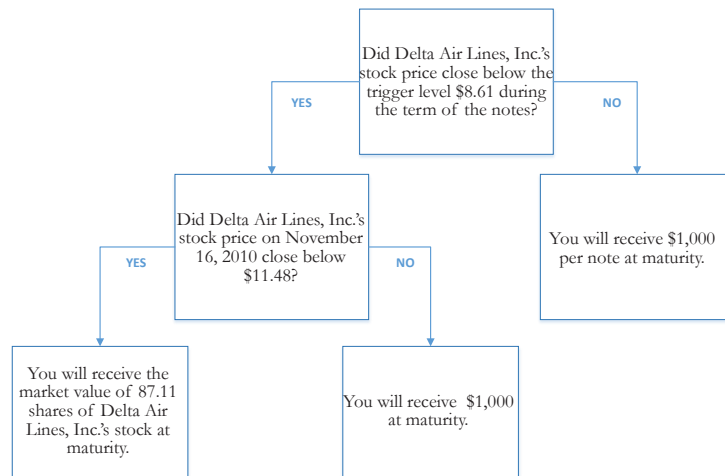 Did Delta Air Lines, Inc.'s
stock price close below the
trigger level $8.61 during
the term of the notes?
YES
NO
Did Delta Air Lines, Inc.'s
stock price on November
16, 2010 close below
$11.48?
You will receive $1,000
per note at maturity.
YES
NO
You will receive the
market value of 87.11
shares of Delta Air
Lines, Inc.'s stock at
maturity.
You will receive $1,000
at maturity.